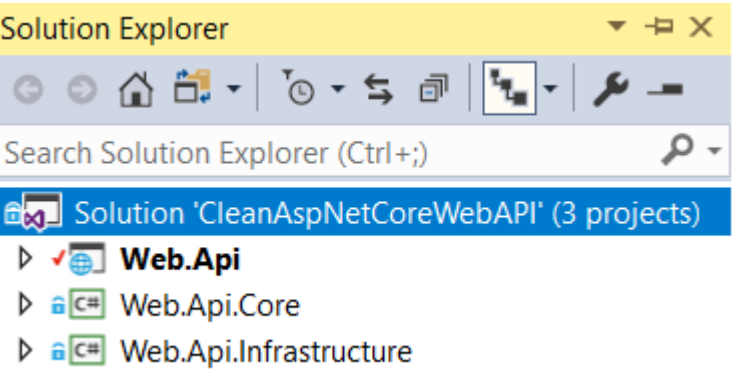 Solution Explorer
Search Solution Explorer (Ctrl+;)
Solution 'CleanAspNetCoreWebAPI' (3 projects)
Web.Api
C# Web.Api.Core
C# Web.Api.Infrastructure